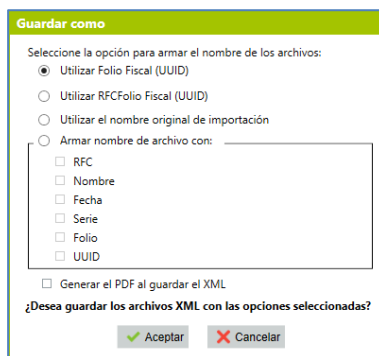 Guardar como
Seleccione la opción para armar el nombre de los archivos:
Utilizar Folio Fiscal (UUID)
Utilizar RFCFolio Fiscal (UUID)
Utilizar el nombre original de importación
Armar nombre de archivo con:
RFC
Nombre
Fecha
Serie
Folio
UUID
Generar el PDF al guardar el XML
¿Desea guardar los archivos XML con las opciones seleccionadas?
Aceptar Cancelar